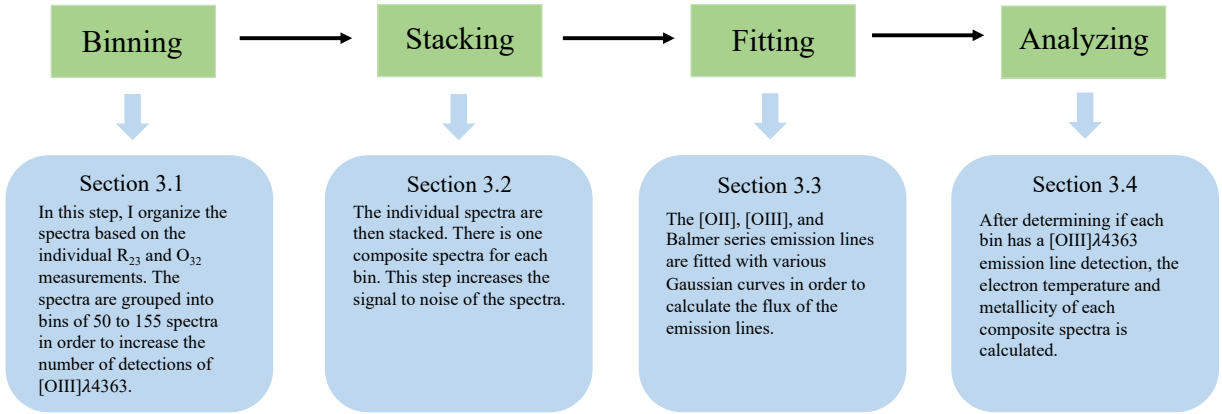 Binning
Stacking
Fitting
Analyzing
Section 3.1
In this step, I organize the
spectra based on the
individual R₂₃ and O₃₂
measurements. The
spectra are grouped into
bins of 50 to 155 spectra
in order to increase the
number of detections of
[OIII]λ4363.
Section 3.2
The individual spectra are
then stacked. There is one
composite spectra for each
bin. This step increases the
signal to noise of the spectra.
Section 3.3
The [OII], [OIII], and
Balmer series emission lines
are fitted with various
Gaussian curves in order to
calculate the flux of the
emission lines.
Section 3.4
After determining if each
bin has a [OIII]λ4363
emission line detection, the
electron temperature and
metallicity of each
composite spectra is
calculated.